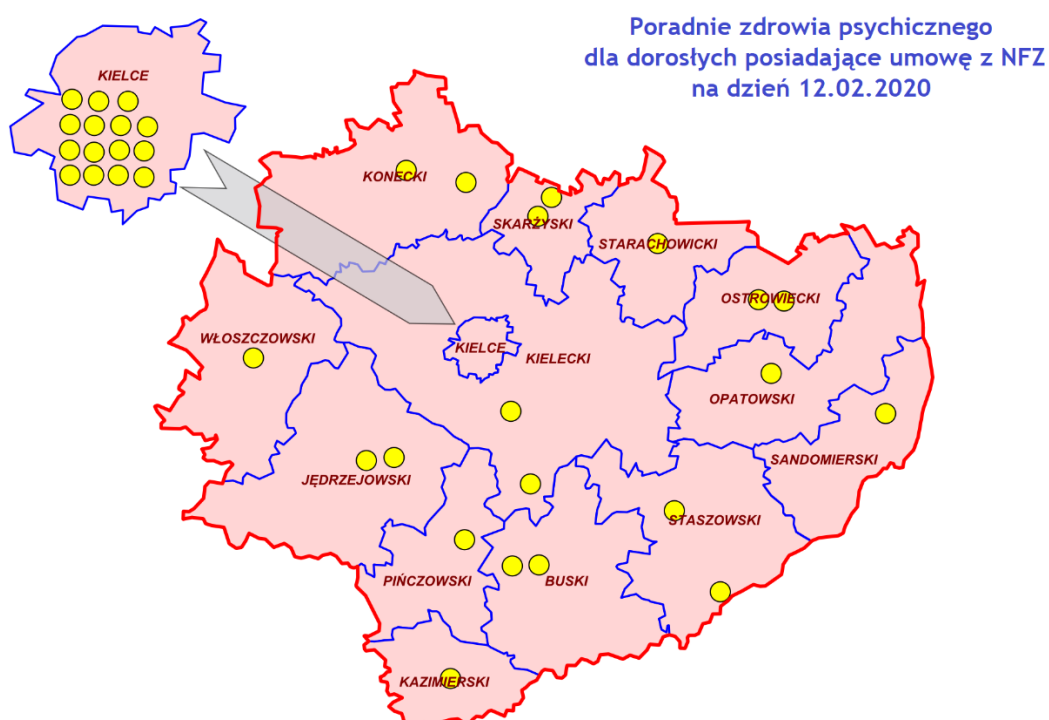 Poradnie zdrowia psychicznego
dla dorosłych posiadające umowę z NFZ
na dzień 12.02.2020
KIELCE
KONECKI
SKARŻYSKI
STARACHOWICKI
OSTROWIECKI
WŁOSZCZOWSKI
KIELCE
KIELECKI
OPATOWSKI
SANDOMIERSKI
JĘDRZEJOWSKI
STASZOWSKI
PIŃCZOWSKI
BUSKI
KAZIMIERSKI